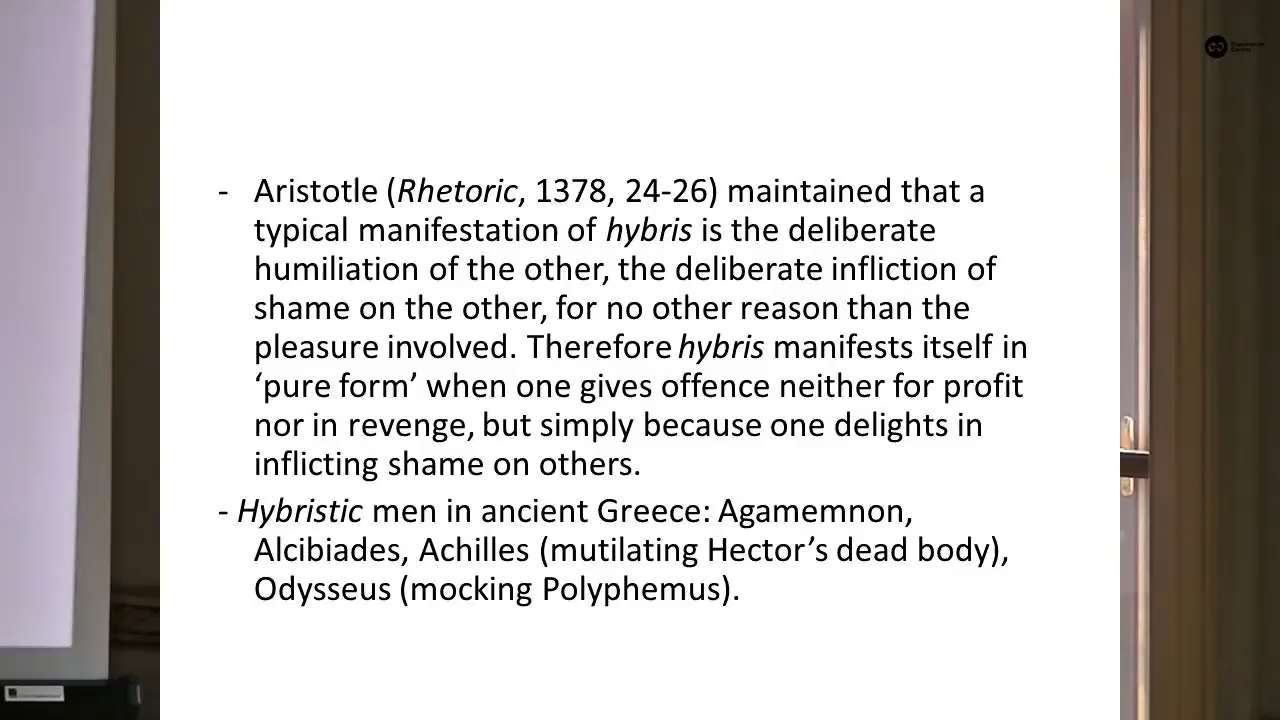 - Aristotle (Rhetoric, 1378, 24-26) maintained that a
typical manifestation of hybris is the deliberate
humiliation of the other, the deliberate infliction of
shame on the other, for no other reason than the
pleasure involved. Therefore hybris manifests itself in
‘pure form’ when one gives offence neither for profit
nor in revenge, but simply because one delights in
inflicting shame on others.
- Hybristic men in ancient Greece: Agamemnon,
Alcibiades, Achilles (mutilating Hector’s dead body),
Odysseus (mocking Polyphemus).